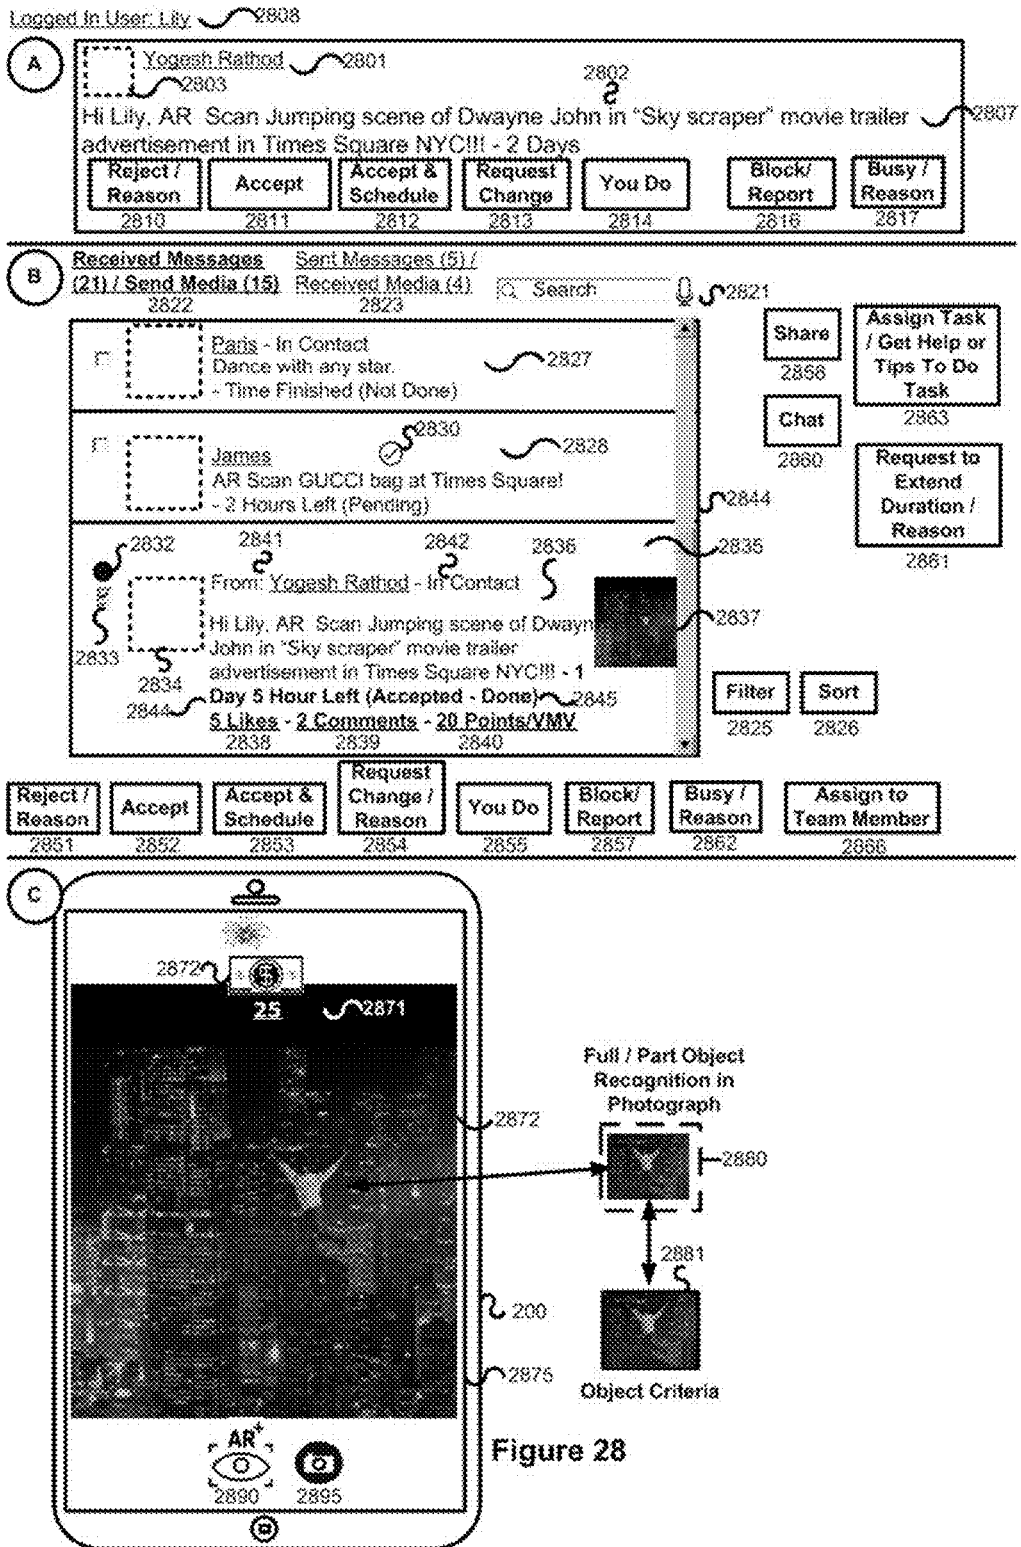 Logged In User: Lily 2808
A
Yogesh Rathod 2801
2803
2802
Hi Lily, AR Scan Jumping scene of Dwayne John in "Sky scraper" movie trailer 2807
advertisement in Times Square NYC!!! - 2 Days
Reject / Reason
Accept
Accept & Schedule
Request Change
You Do
Block/ Report
Busy / Reason
2810 2811 2812 2813 2814 2816 2817
B
Received Messages
(21) / Send Media (15)
2822
Sent Messages (5) /
Received Media (4)
2823
Search
2821
Paris - In Contact
Dance with any star.
- Time Finished (Not Done)
2827
2830
James
2828
AR Scan GUCCI bag at Times Square!
- 2 Hours Left (Pending)
2844
2832
2841
2842
2836
2835
From: Yogesh Rathod - In Contact
2837
Hi Lily, AR Scan Jumping scene of Dwayn
John in "Sky scraper" movie trailer
advertisement in Times Square NYC!!! - 1
2833
2834
2844
Day 5 Hour Left (Accepted - Done)
2845
5 Likes - 2 Comments - 20 Points/VMV
2838 2839 2840
Share
2858
Assign Task
/ Get Help or
Tips To Do
Task
2863
Chat
2860
Request to
Extend
Duration /
Reason
2861
Filter
2825
Sort
2826
Reject /
Reason
2851
Accept
2852
Accept &
Schedule
2853
Request
Change /
Reason
2854
You Do
2855
Block/
Report
2857
Busy /
Reason
2862
Assign to
Team Member
2866
C
2872
25
2871
2872
Full / Part Object
Recognition in
Photograph
2880
2881
Object Criteria
200
2875
AR+
2890
2895
Figure 28